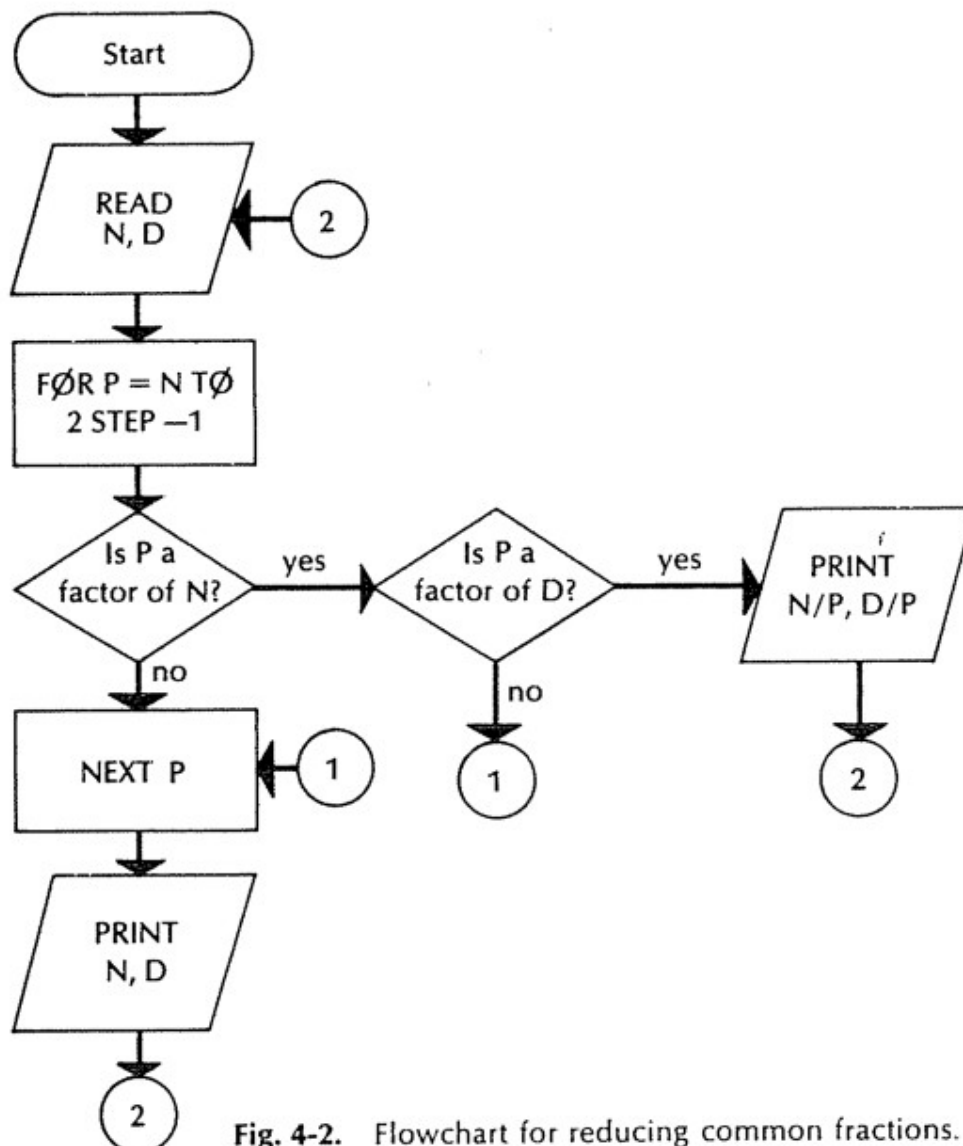 Start
READ
N, D
2
FØR P = N TØ
2 STEP —1
Is P a
factor of N?
yes
Is P a
factor of D?
yes
PRINT
N/P, D/P
no
no
NEXT P
1
1
2
PRINT
N, D
2
Fig. 4-2. Flowchart for reducing common fractions.